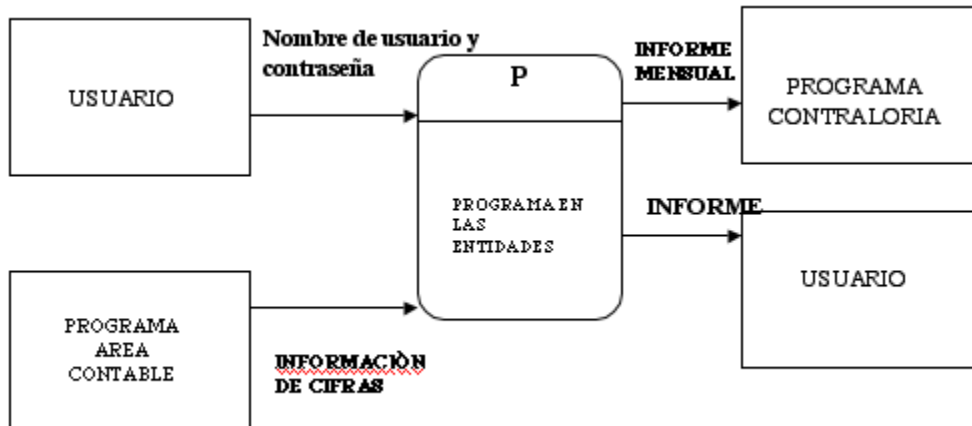 USUARIO
Nombre de usuario y
contraseña
P
PROGRAMA EN
LAS
ENTIDADES
INFORME
MENSUAL
PROGRAMA
CONTRALORIA
INFORME
USUARIO
PROGRAMA
AREA
CONTABLE
INFORMACIÒN
DE CIFRAS